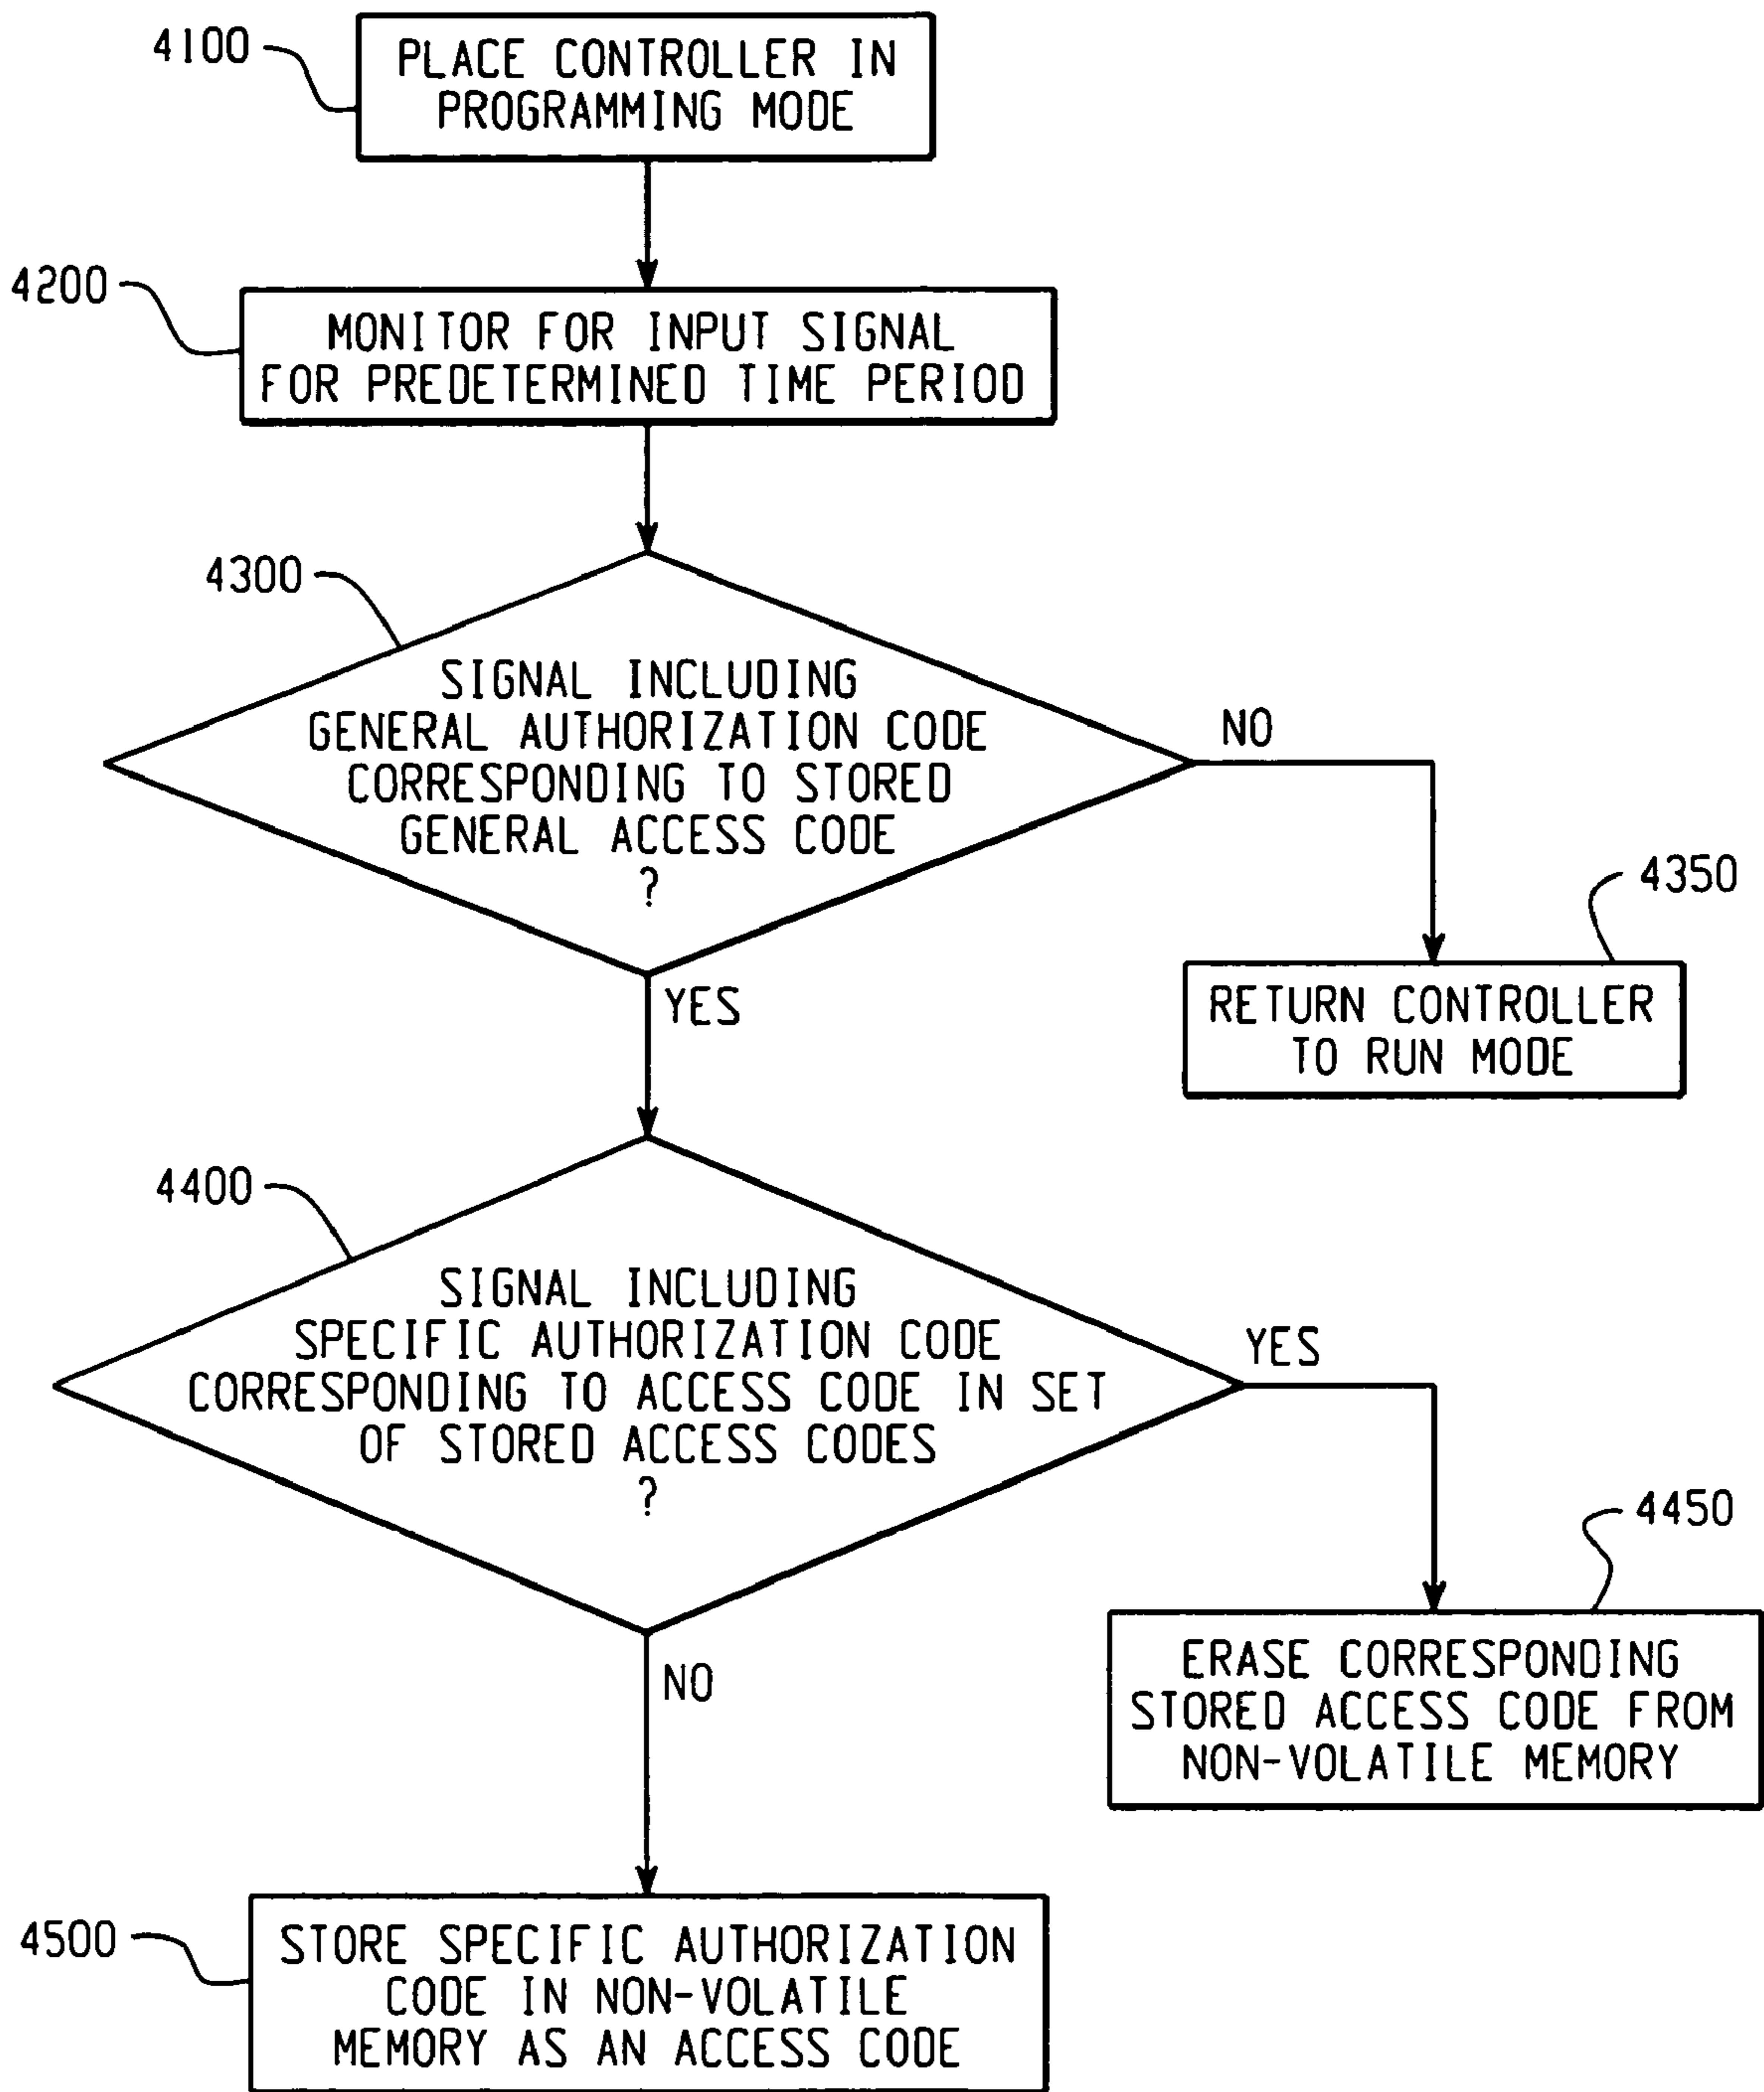 4100
PLACE CONTROLLER IN
PROGRAMMING MODE
4200
MONITOR FOR INPUT SIGNAL
FOR PREDETERMINED TIME PERIOD
4300
SIGNAL INCLUDING
GENERAL AUTHORIZATION CODE
CORRESPONDING TO STORED
GENERAL ACCESS CODE
?
NO
YES
4350
RETURN CONTROLLER
TO RUN MODE
4400
SIGNAL INCLUDING
SPECIFIC AUTHORIZATION CODE
CORRESPONDING TO ACCESS CODE IN SET
OF STORED ACCESS CODES
?
YES
NO
4450
ERASE CORRESPONDING
STORED ACCESS CODE FROM
NON-VOLATILE MEMORY
4500
STORE SPECIFIC AUTHORIZATION
CODE IN NON-VOLATILE
MEMORY AS AN ACCESS CODE